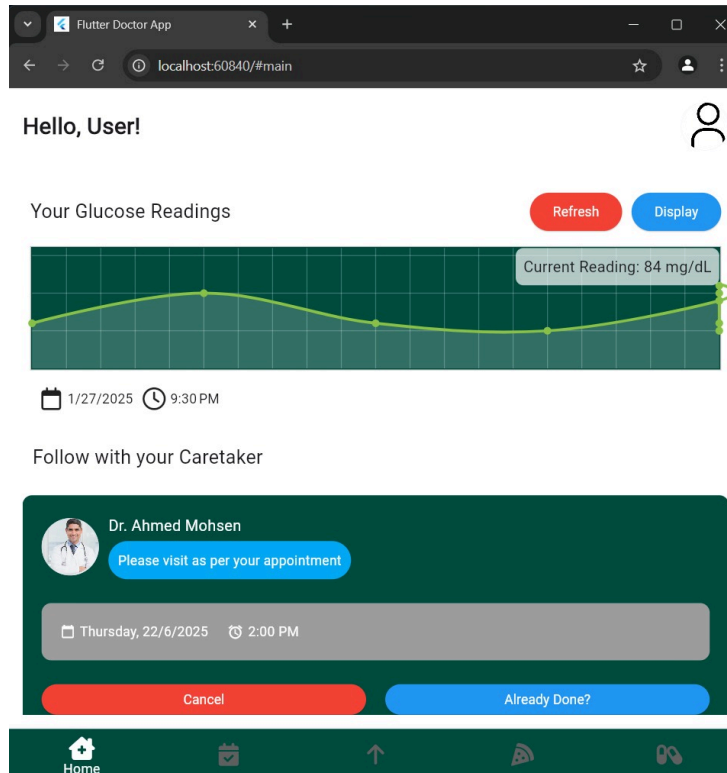 Flutter Doctor App
localhost:60840/#main
Hello, User!
Your Glucose Readings
Refresh
Display
Current Reading: 84 mg/dL
1/27/2025 9:30 PM
Follow with your Caretaker
Dr. Ahmed Mohsen
Please visit as per your appointment
Thursday, 22/6/2025 2:00 PM
Cancel
Already Done?
Home